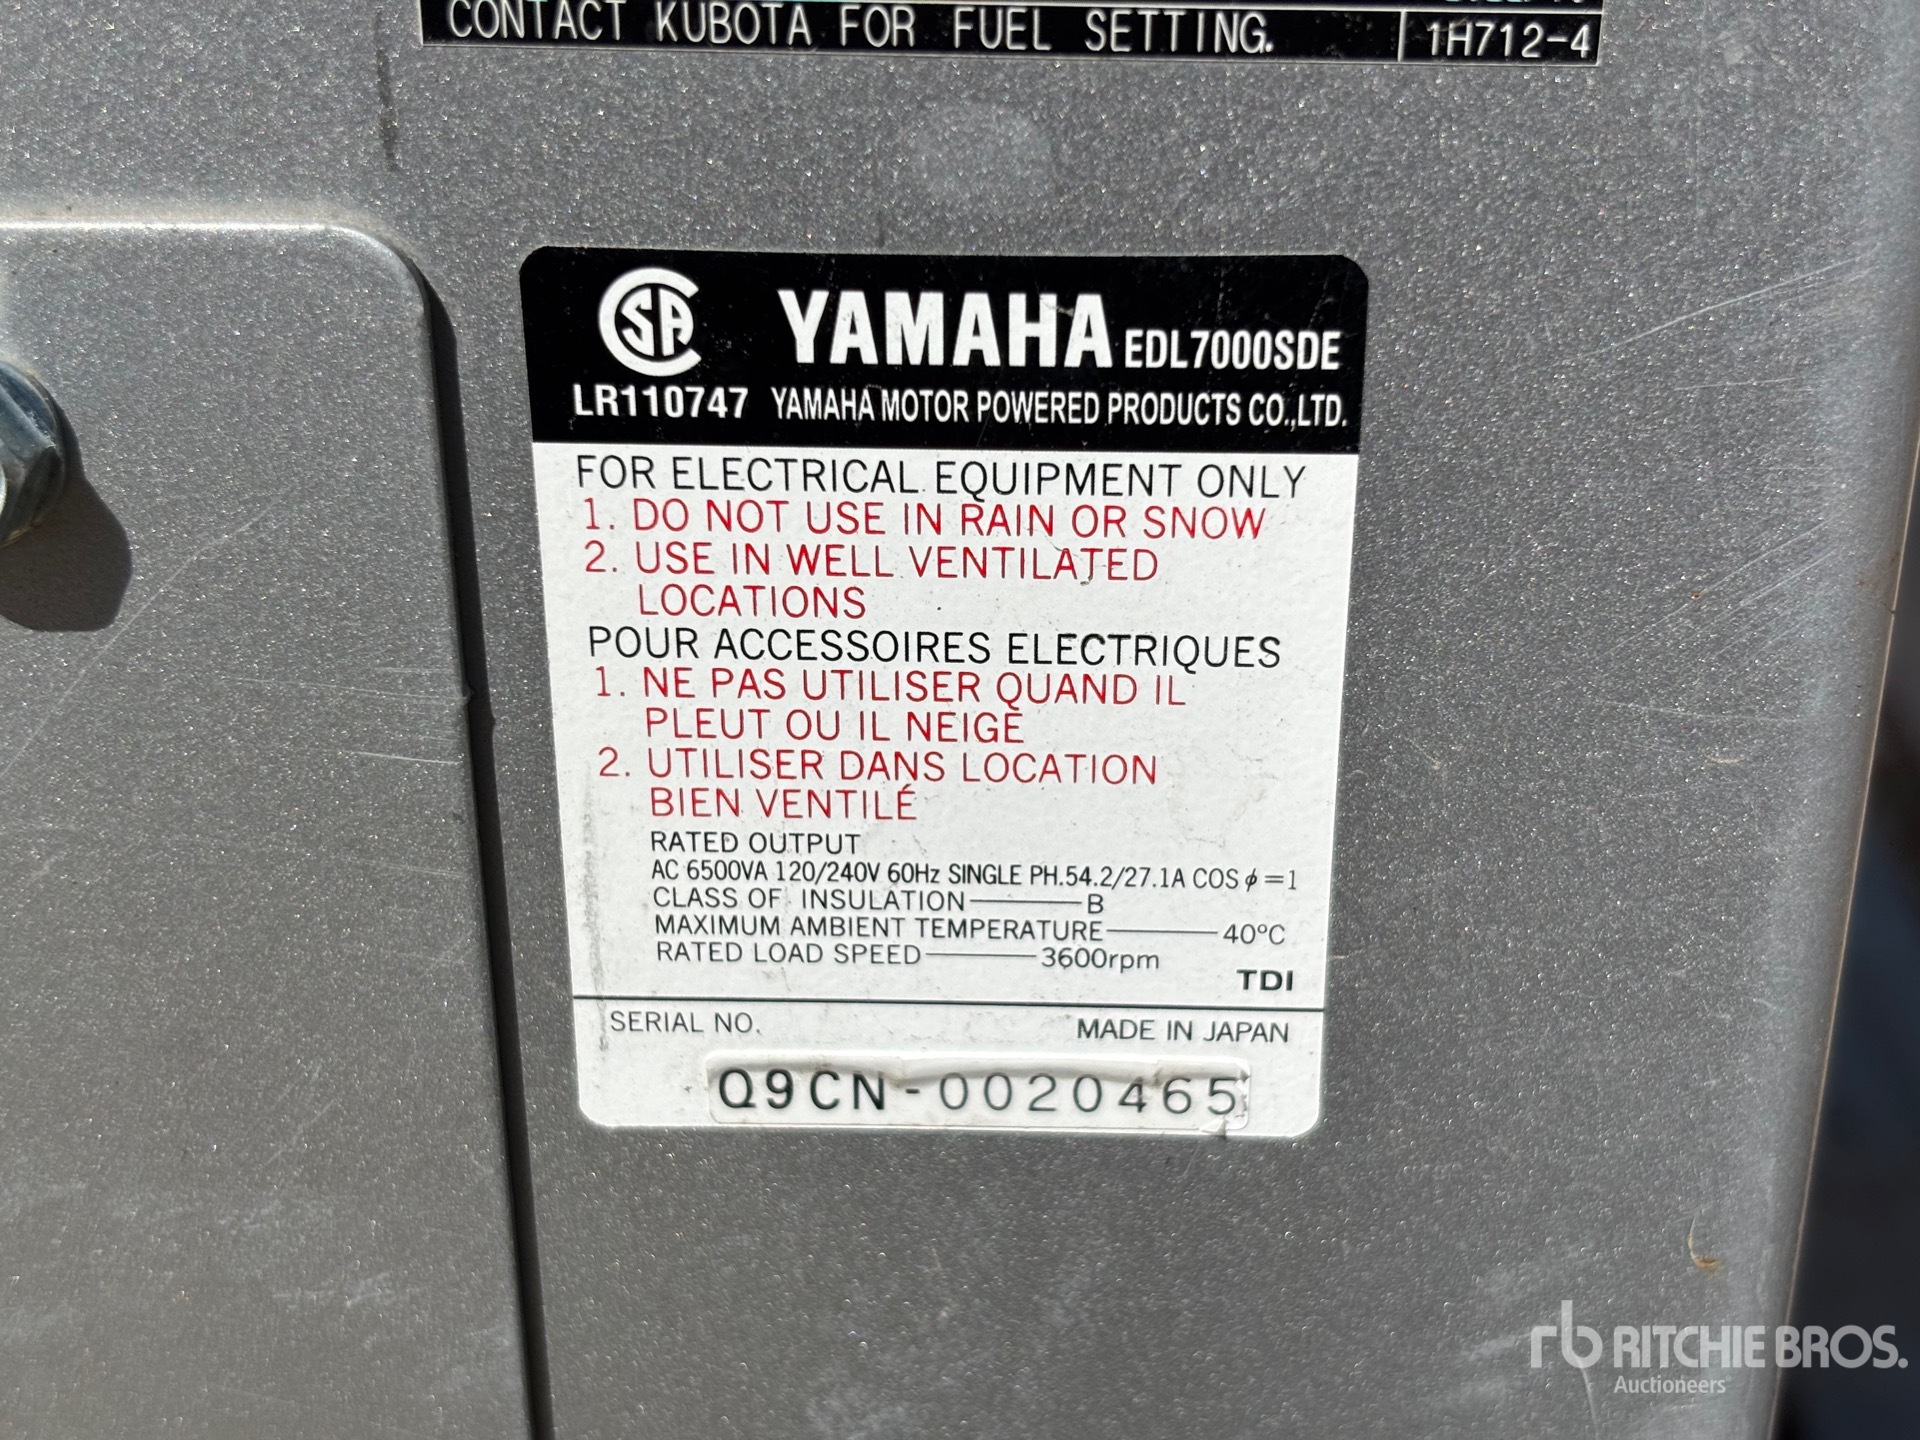 CONTACT KUBOTA FOR FUEL SETTING.
1H712-4
CSA
YAMAHA EDL7000SDE
LR110747 YAMAHA MOTOR POWERED PRODUCTS CO.,LTD.
FOR ELECTRICAL EQUIPMENT ONLY
1. DO NOT USE IN RAIN OR SNOW
2. USE IN WELL VENTILATED
LOCATIONS
POUR ACCESSOIRES ELECTRIQUES
1. NE PAS UTILISER QUAND IL
PLEUT OU IL NEIGE
2. UTILISER DANS LOCATION
BIEN VENTILÉ
RATED OUTPUT
AC 6500VA 120/240V 60Hz SINGLE PH.54.2/27.1A COS ϕ=1
CLASS OF INSULATION——B
MAXIMUM AMBIENT TEMPERATURE——40°C
RATED LOAD SPEED——3600rpm
TDI
SERIAL NO. MADE IN JAPAN
Q9CN-0020465
rb RITCHIE BROS.
Auctioneers